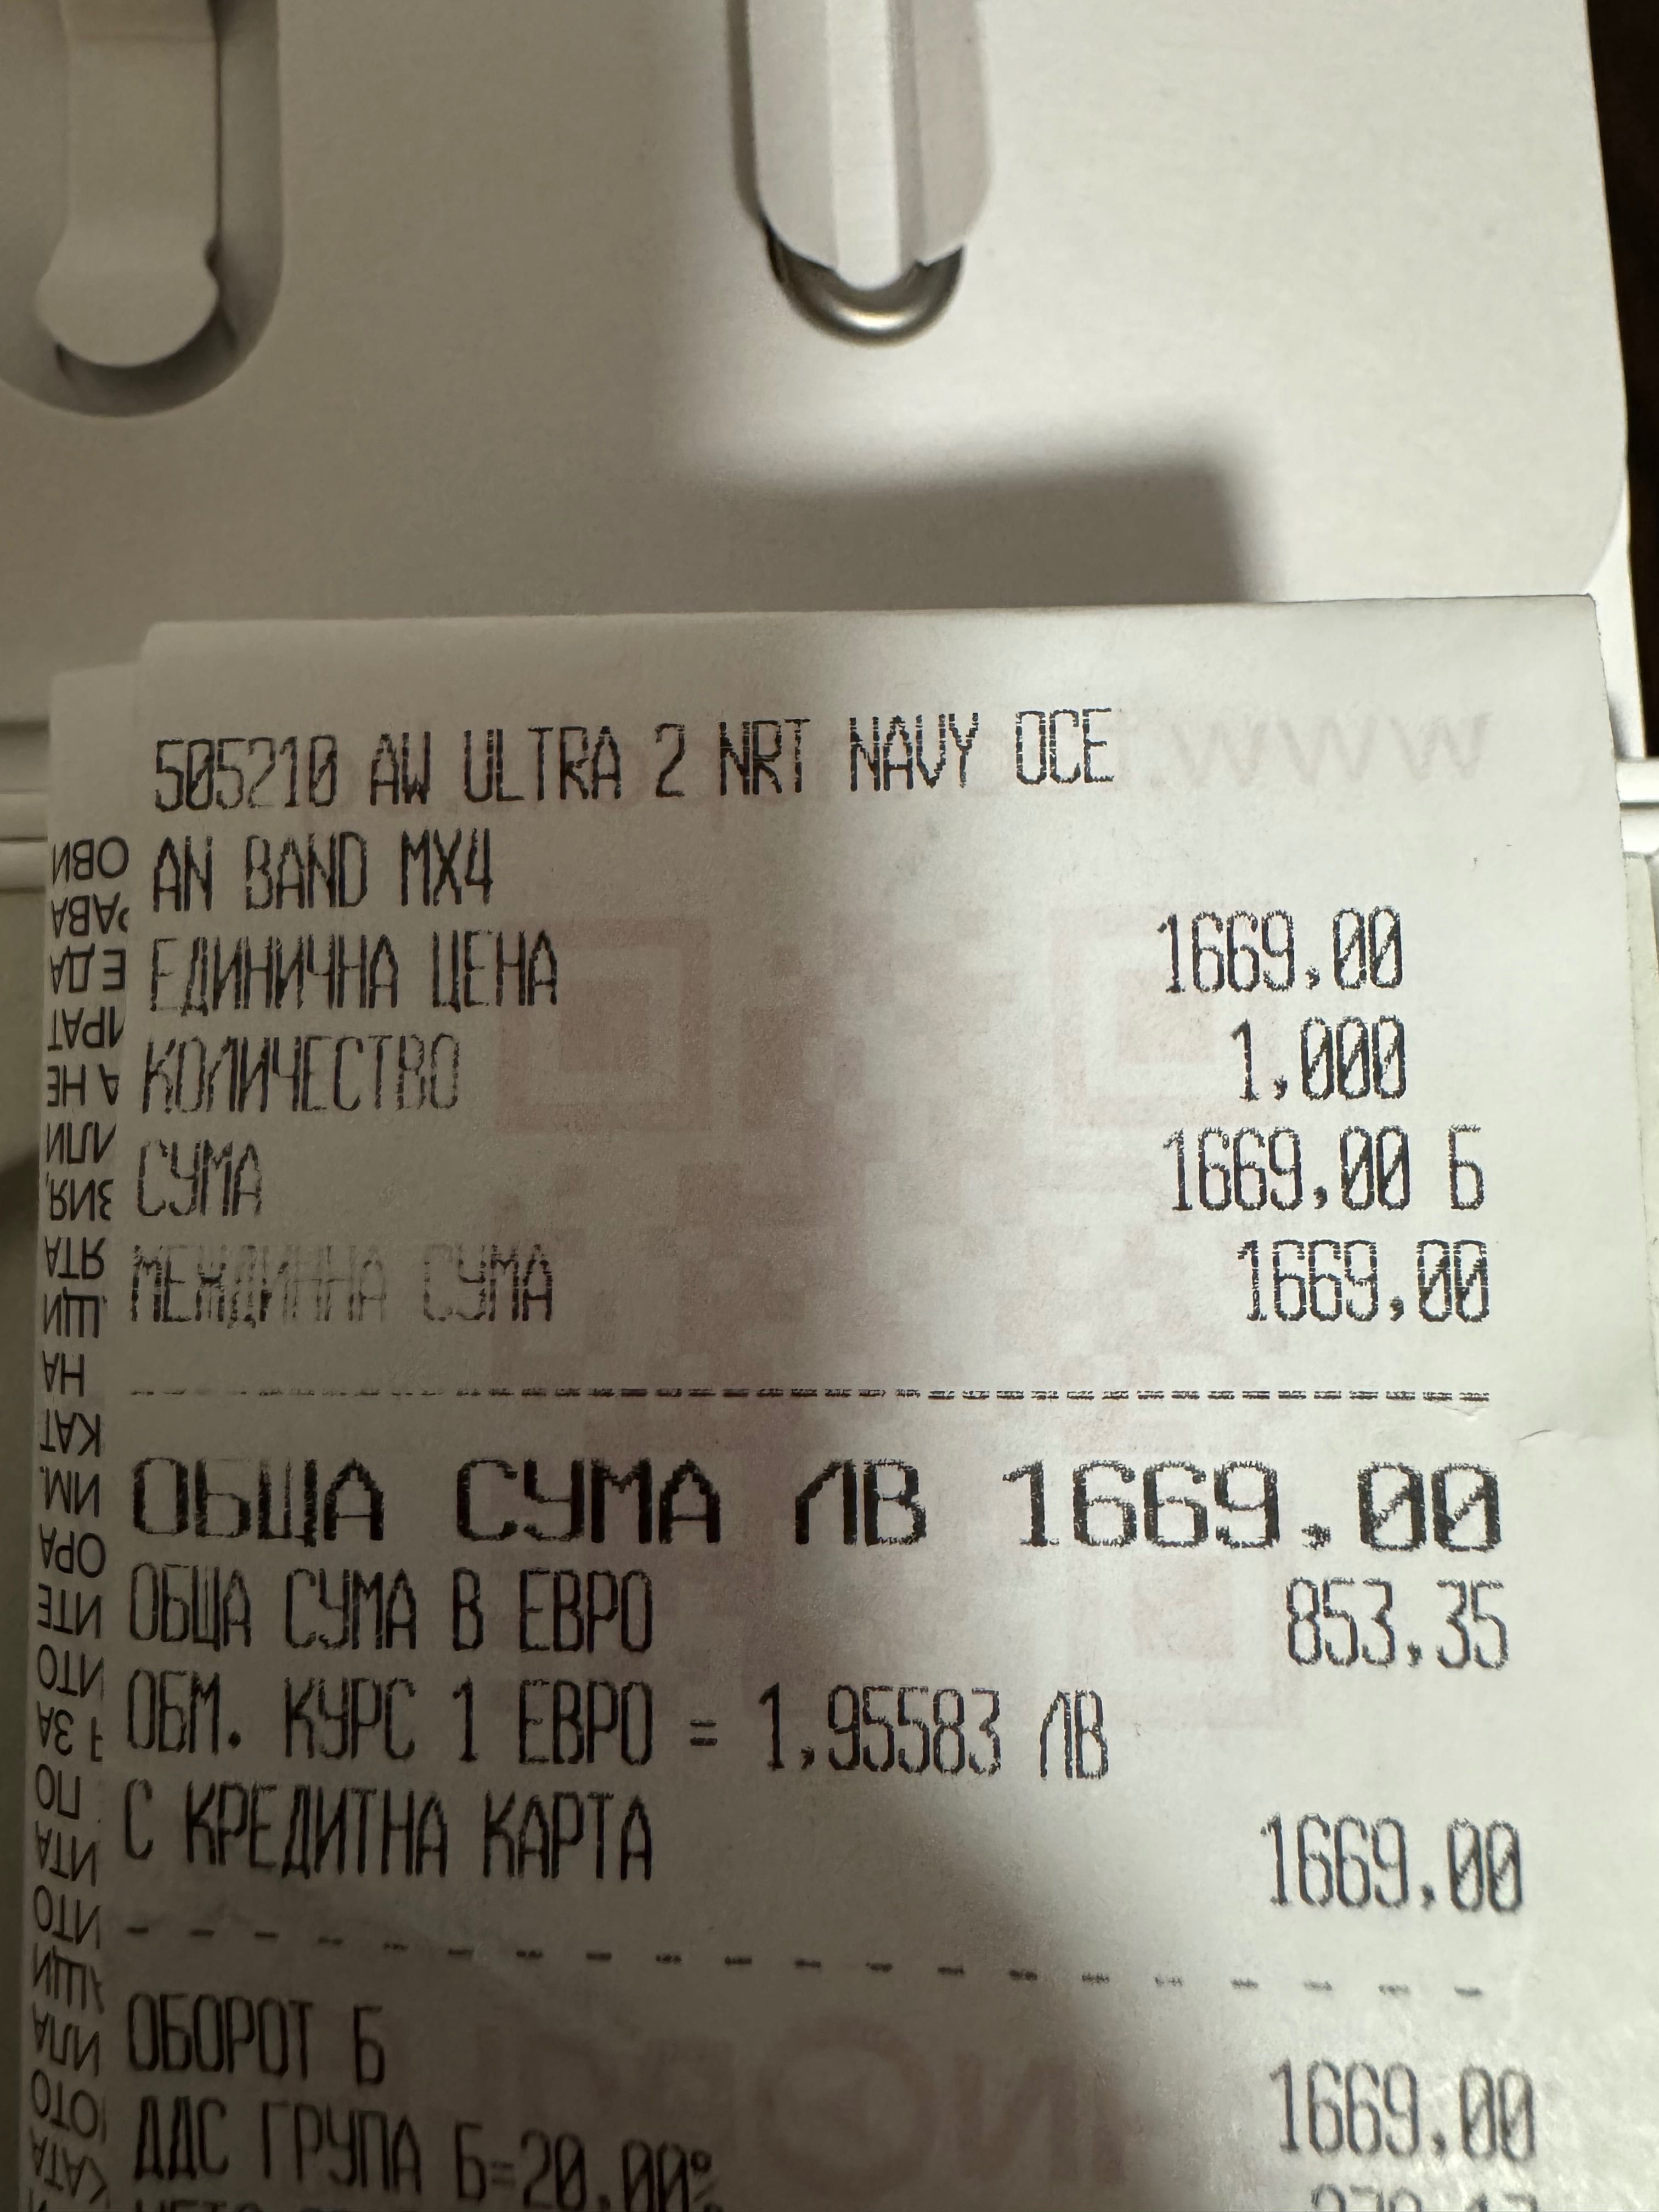 505210 AW ULTRA 2 NRT NAVY OCE
AN BAND MX4
ЕДИНИЧНА ЦЕНА 1669.00
КОЛИЧЕСТВО 1.000
СУМА 1669.00 Б
МЕЖДИННА СУМА 1669.00
ОБЩА СУМА ЛВ 1669.00
ОБЩА СУМА В ЕВРО 853.35
ОБМ. КУРС 1 ЕВРО = 1.95583 ЛВ
С КРЕДИТНА КАРТА 1669.00
ОБОРОТ Б 1669.00
ДДС ГРУПА Б=20.00%